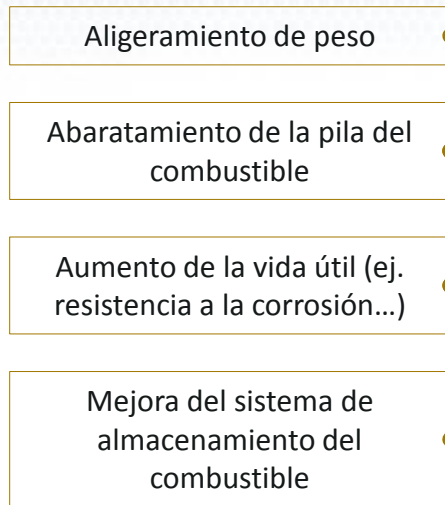 Aligeramiento de peso
Abaratamiento de la pila del
combustible
Aumento de la vida útil (ej.
resistencia a la corrosión…)
Mejora del sistema de
almacenamiento del
combustible